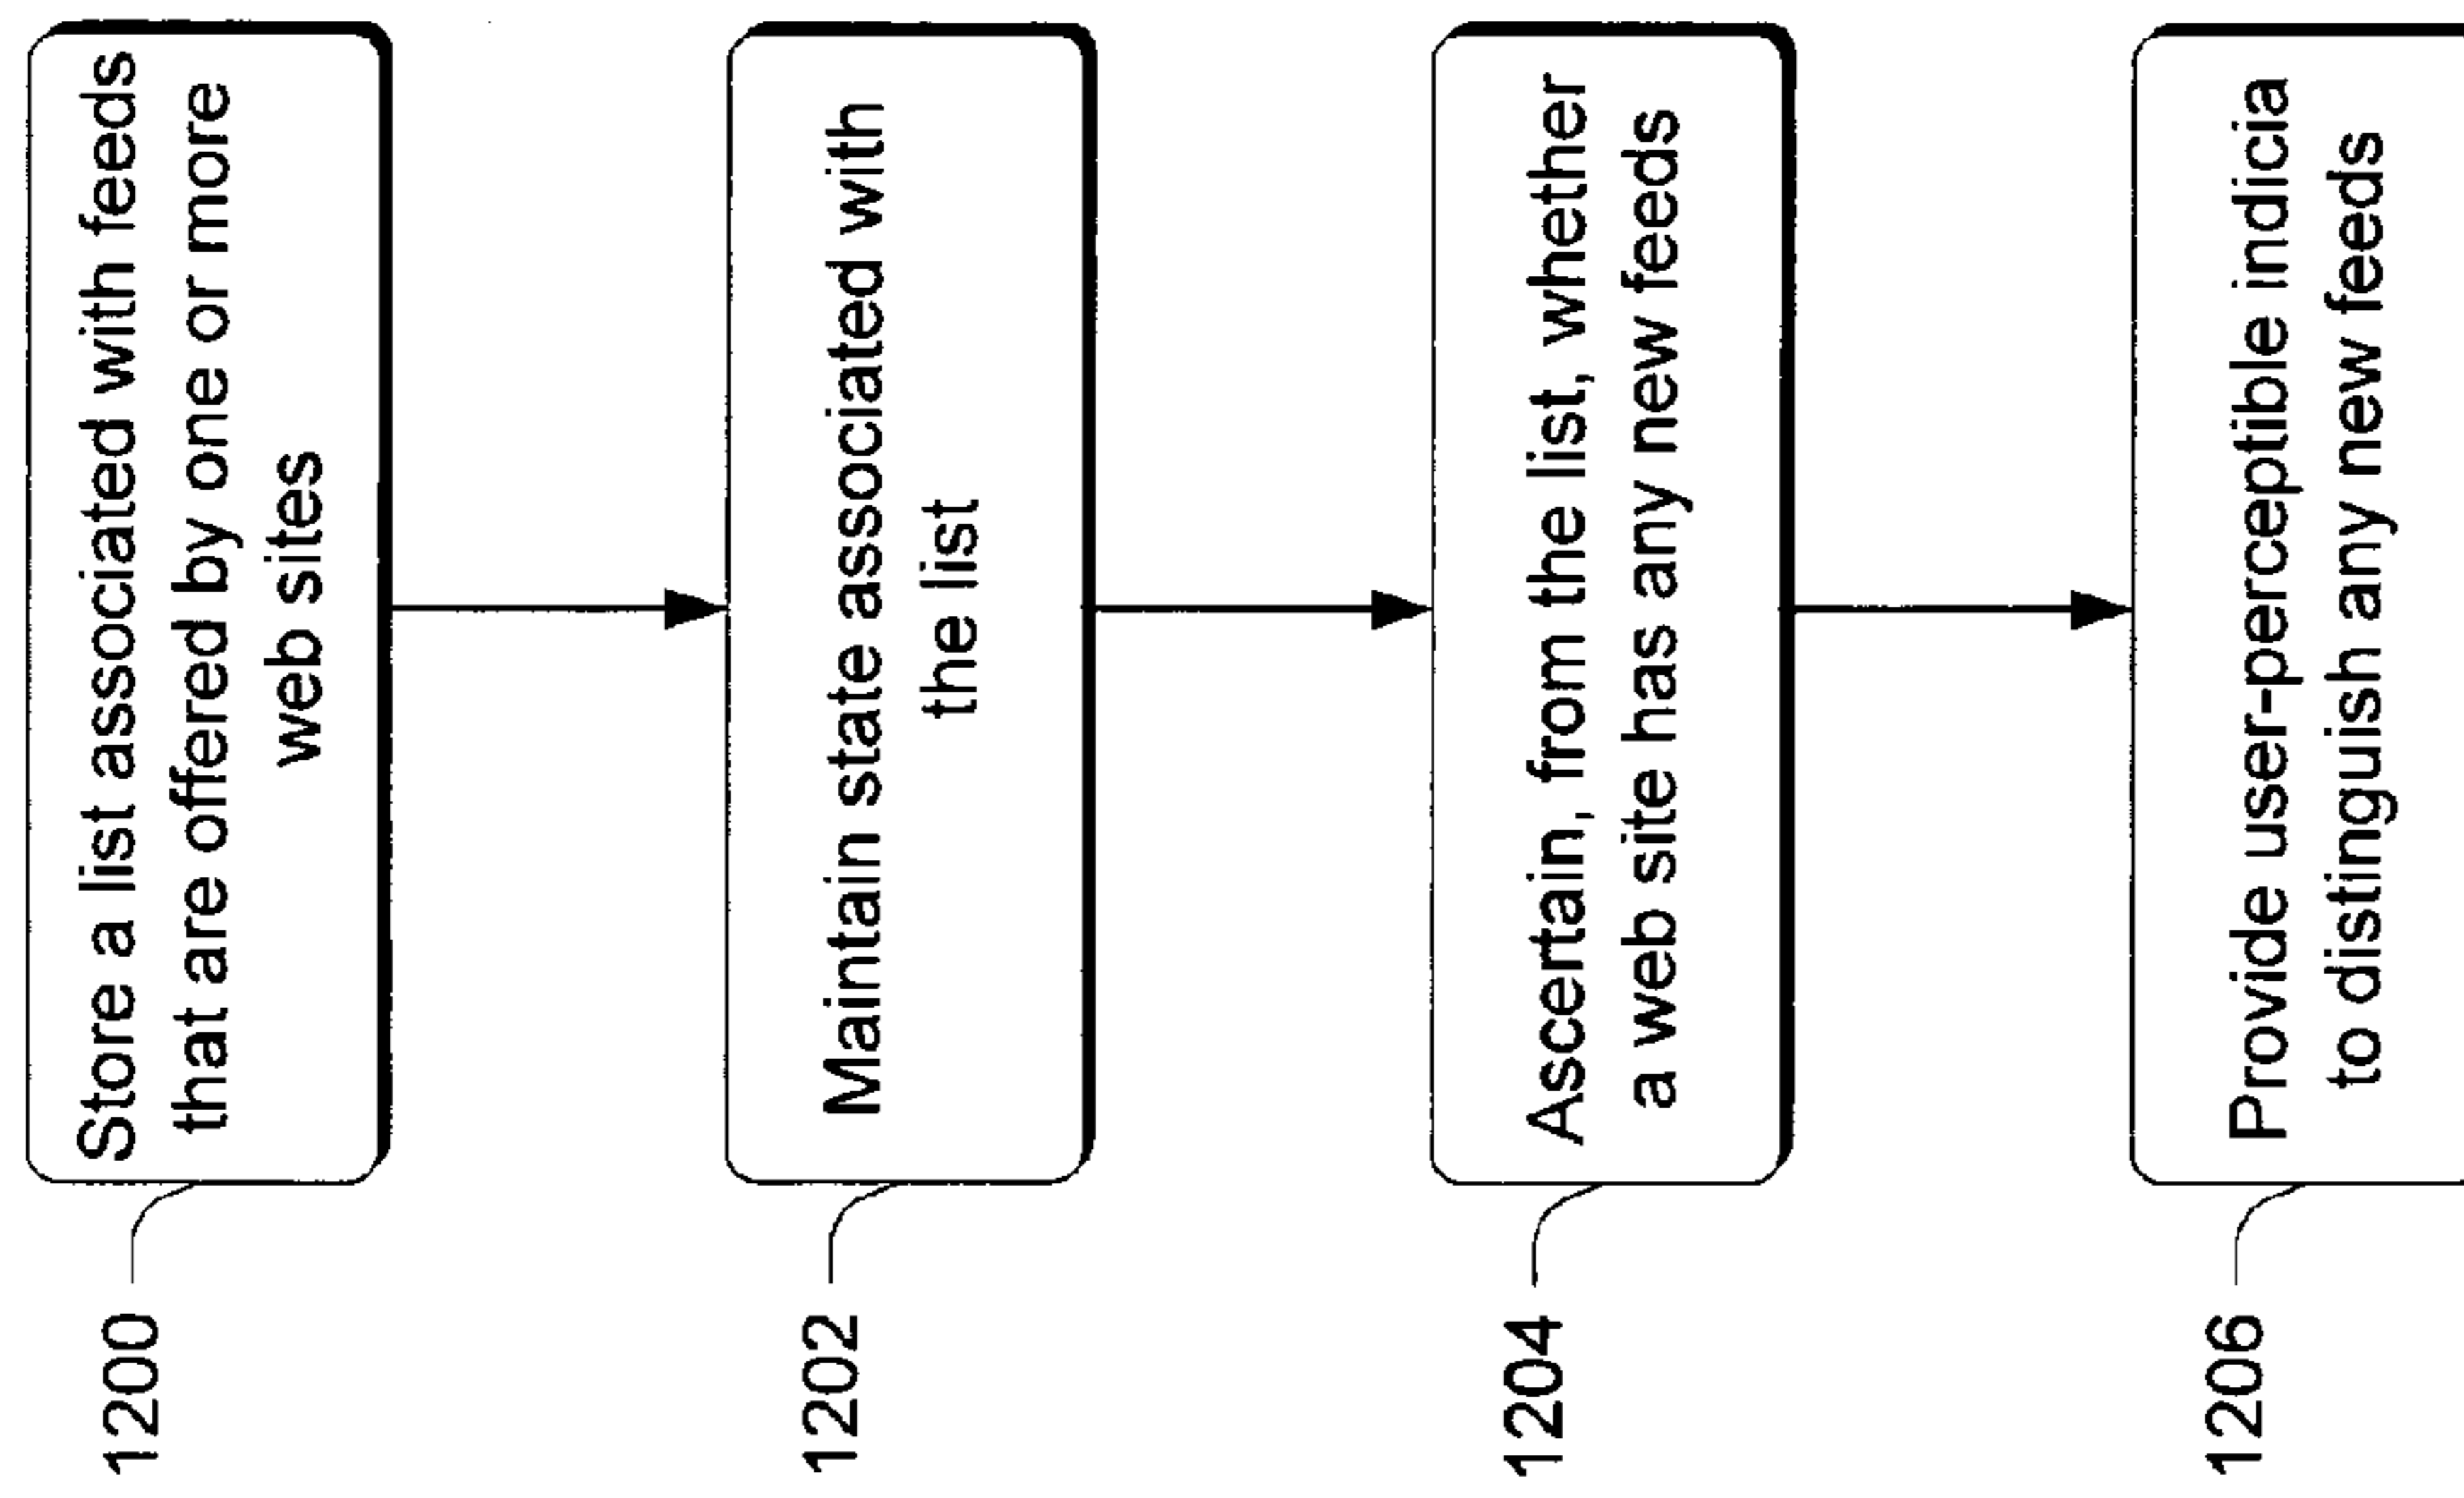 1200
Store a list associated with feeds
that are offered by one or more
web sites
1202
Maintain state associated with
the list
1204
Ascertain, from the list, whether
a web site has any new feeds
1206
Provide user-perceptible indicia
to distinguish any new feeds